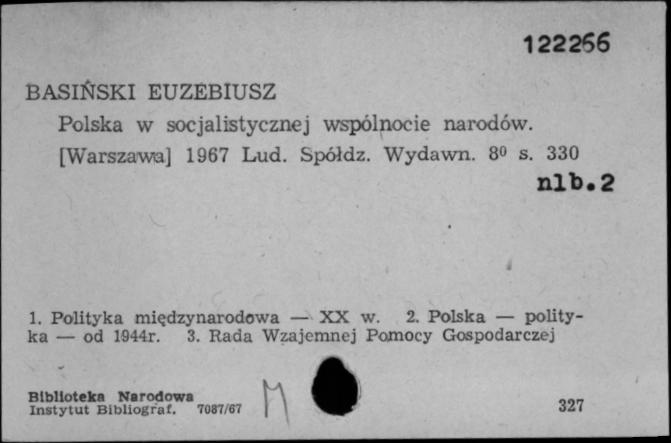 122266
BASIŃSKI EUZEBIUSZ
Polska w socjalistycznej wspólnocie narodów.
[Warszawa] 1967 Lud. Spółdz. Wydawn. 8⁰ s. 330
nlb.2
1. Polityka międzynarodowa — XX w. 2. Polska — polity-
ka — od 1944r. 3. Rada Wzajemnej Pomocy Gospodarczej
Biblioteka Narodowa
Instytut Bibliograf. 7087/67 M 327